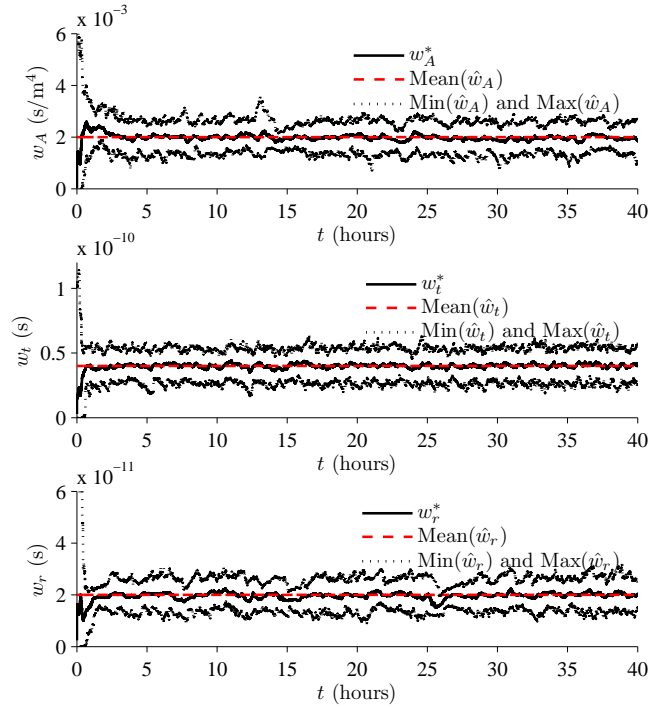 x 10⁻³
6
4
2
0
w_A (s/m⁴)
w*_A
Mean(ŵ_A)
Min(ŵ_A) and Max(ŵ_A)
0 5 10 15 20 25 30 35 40
t (hours)
x 10⁻¹⁰
1
0.5
0
w_t (s)
w*_t
Mean(ŵ_t)
Min(ŵ_t) and Max(ŵ_t)
0 5 10 15 20 25 30 35 40
t (hours)
x 10⁻¹¹
6
4
2
0
w_r (s)
w*_r
Mean(ŵ_r)
Min(ŵ_r) and Max(ŵ_r)
0 5 10 15 20 25 30 35 40
t (hours)